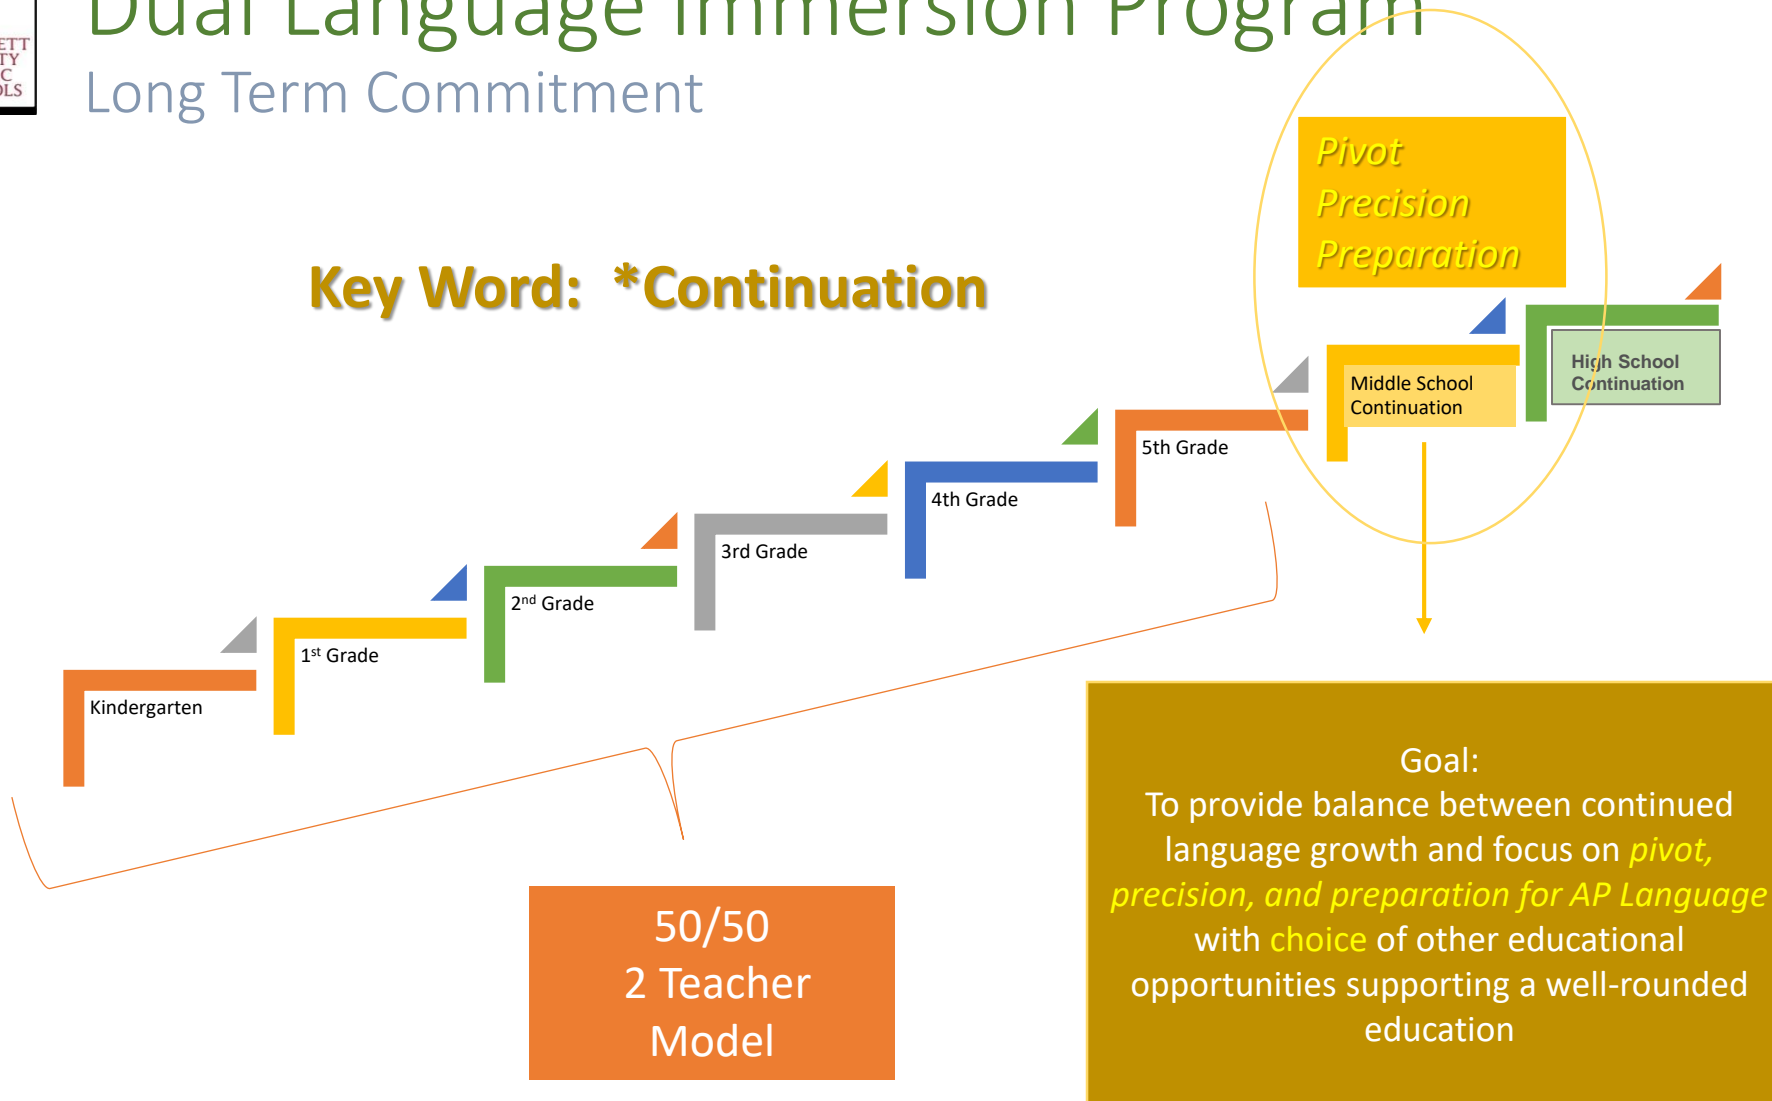 Dual Language Immersion Program
Long Term Commitment
Key Word:  *Continuation
Pivot
Precision
Preparation
High School
Continuation
Middle School
Continuation
5th Grade
4th Grade
3rd Grade
2nd Grade
1st Grade
Kindergarten
50/50
2 Teacher
Model
Goal:
To provide balance between continued
language growth and focus on pivot,
precision, and preparation for AP Language
with choice of other educational
opportunities supporting a well-rounded
education